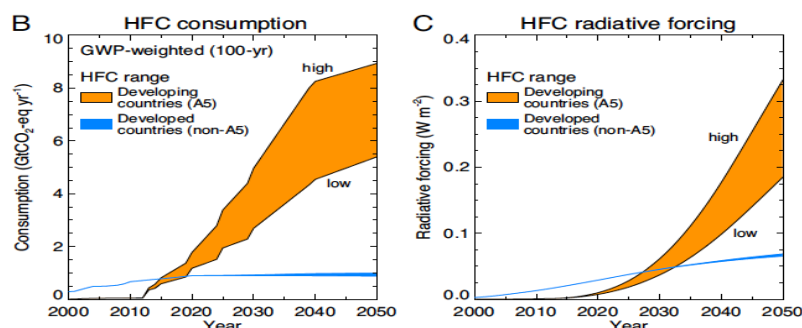 B HFC consumption
10
GWP-weighted (100-yr)
high
HFC range
8
Developing
countries (A5)
Developed
countries (non-A5)
6
4
low
2
0
Consumption (GtCO2-eq yr-1)
2000 2010 2020 2030 2040 2050
Year
C HFC radiative forcing
0.4
HFC range
Developing
countries (A5)
0.3
Developed
countries (non-A5)
high
0.2
low
0.1
0.0
Radiative forcing (W m-2)
2000 2010 2020 2030 2040 2050
Year